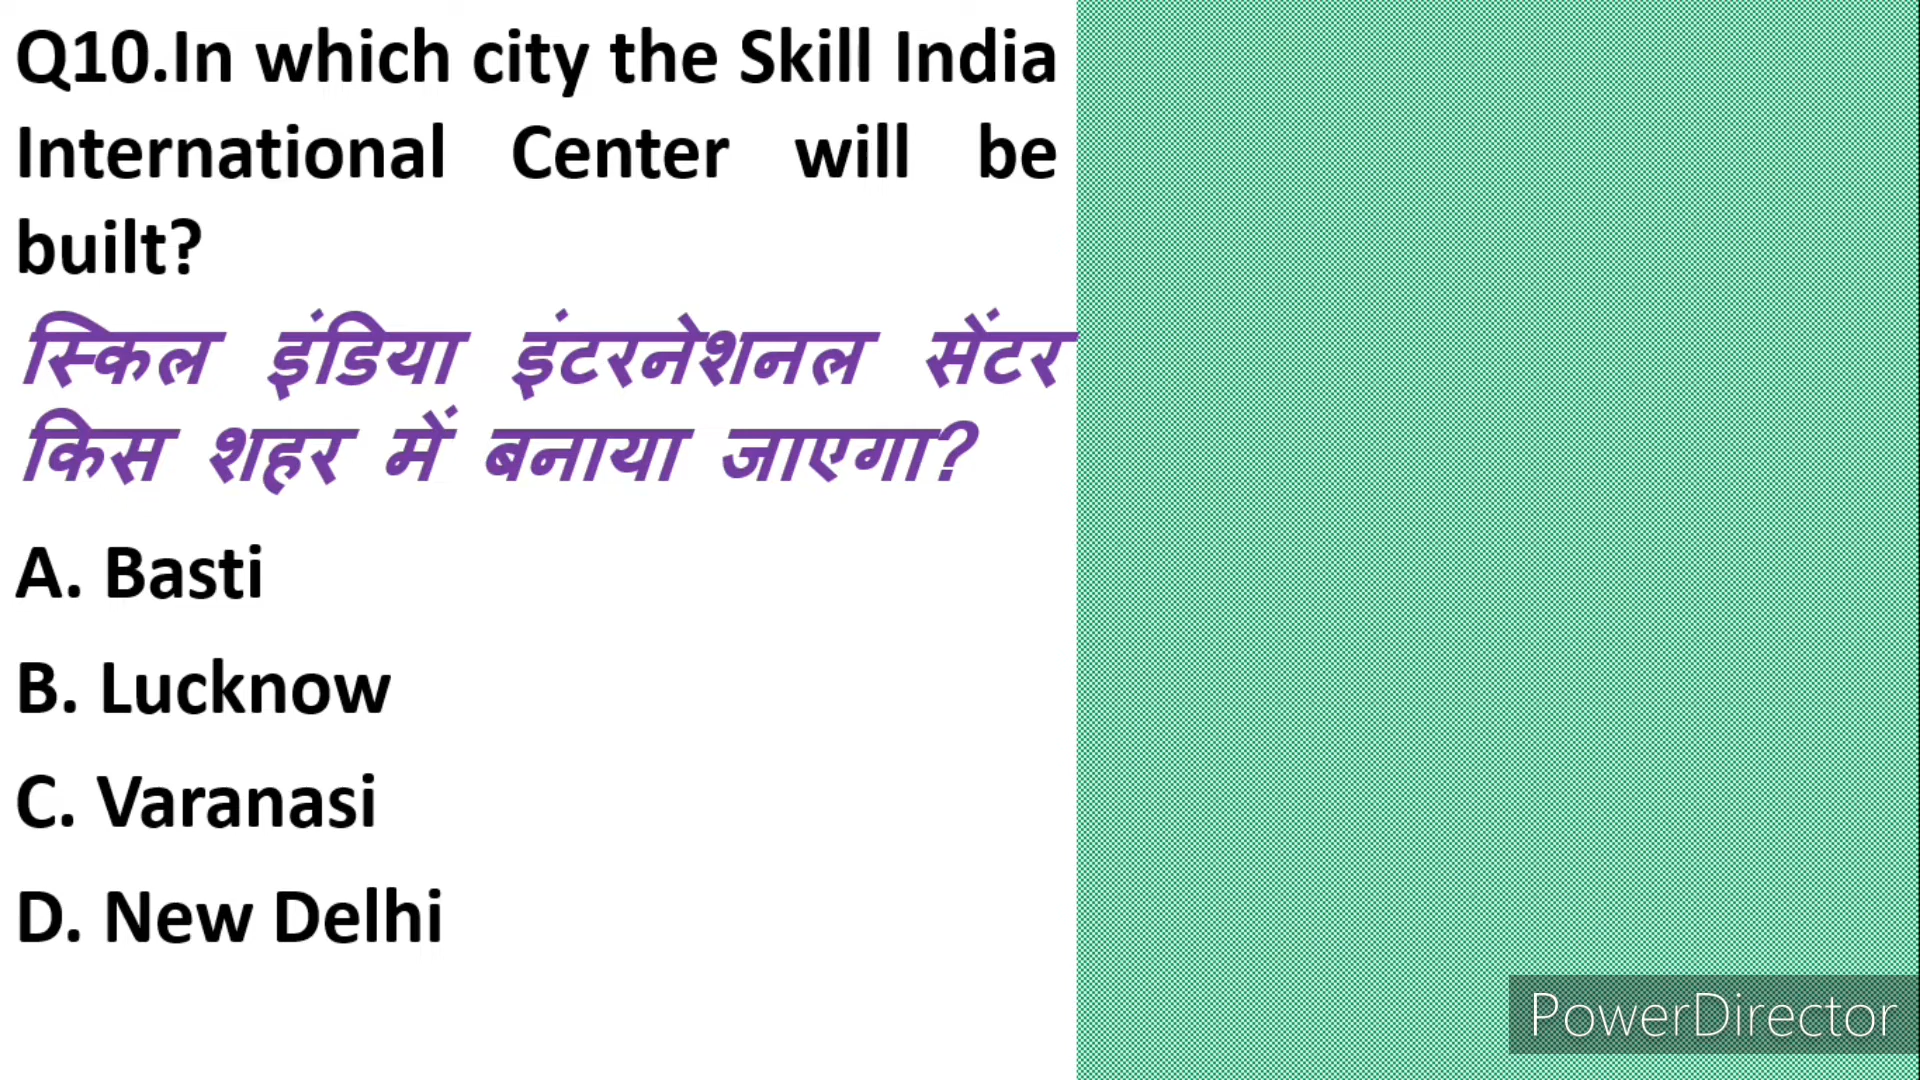 Q10.In which city the Skill India
International Center will be
built?
स्किल इंडिया इंटरनेशनल सेंटर
किस शहर में बनाया जाएगा?
A. Basti
B. Lucknow
C. Varanasi
D. New Delhi
PowerDirector